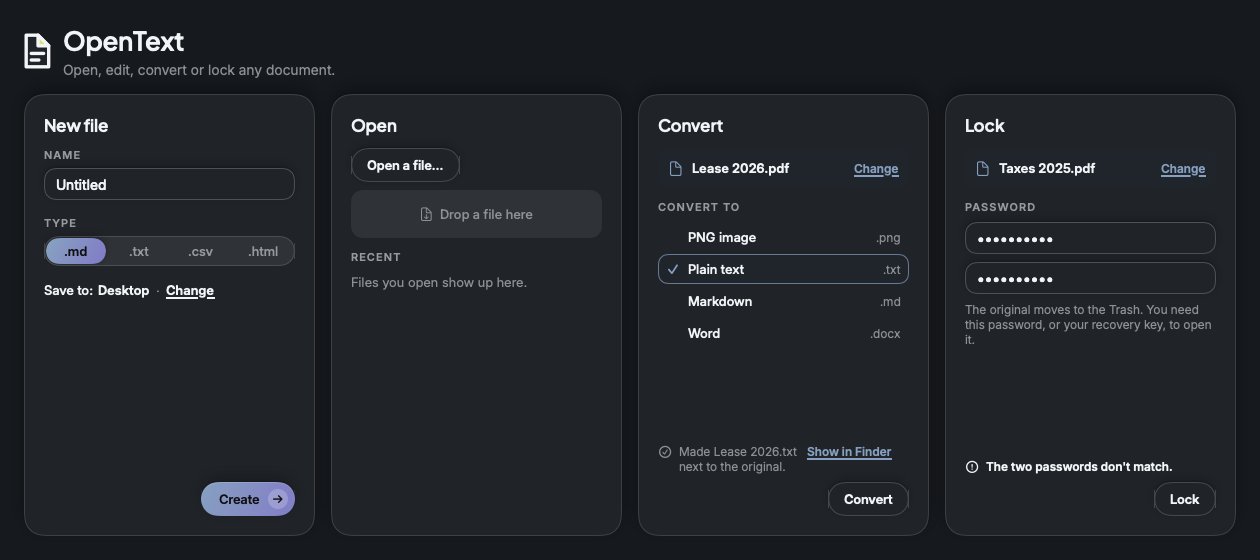 OpenText
Open, edit, convert or lock any document.
New file
NAME
Untitled
TYPE
.md .txt .csv .html
Save to: Desktop · Change
Create
Open
Open a file...
Drop a file here
RECENT
Files you open show up here.
Convert
Lease 2026.pdf Change
CONVERT TO
PNG image .png
Plain text .txt
Markdown .md
Word .docx
Made Lease 2026.txt Show in Finder
next to the original.
Convert
Lock
Taxes 2025.pdf Change
PASSWORD
●●●●●●●●●●
●●●●●●●●●●
The original moves to the Trash. You need
this password, or your recovery key, to open
it.
The two passwords don't match.
Lock